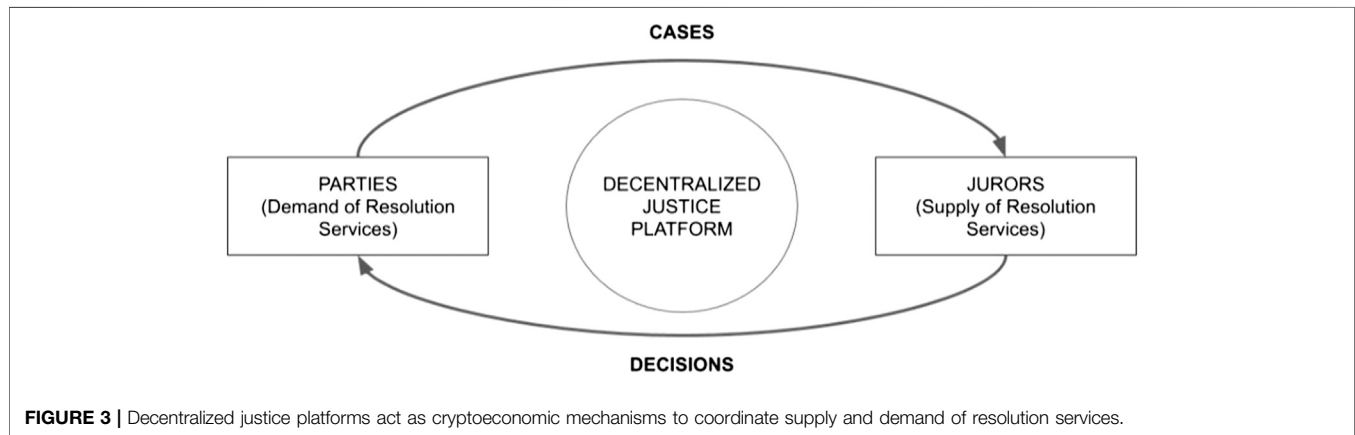 CASES
PARTIES
(Demand of Resolution
Services)
DECENTRALIZED
JUSTICE
PLATFORM
JURORS
(Supply of Resolution
Services)
DECISIONS
FIGURE 3 | Decentralized justice platforms act as cryptoeconomic mechanisms to coordinate supply and demand of resolution services.